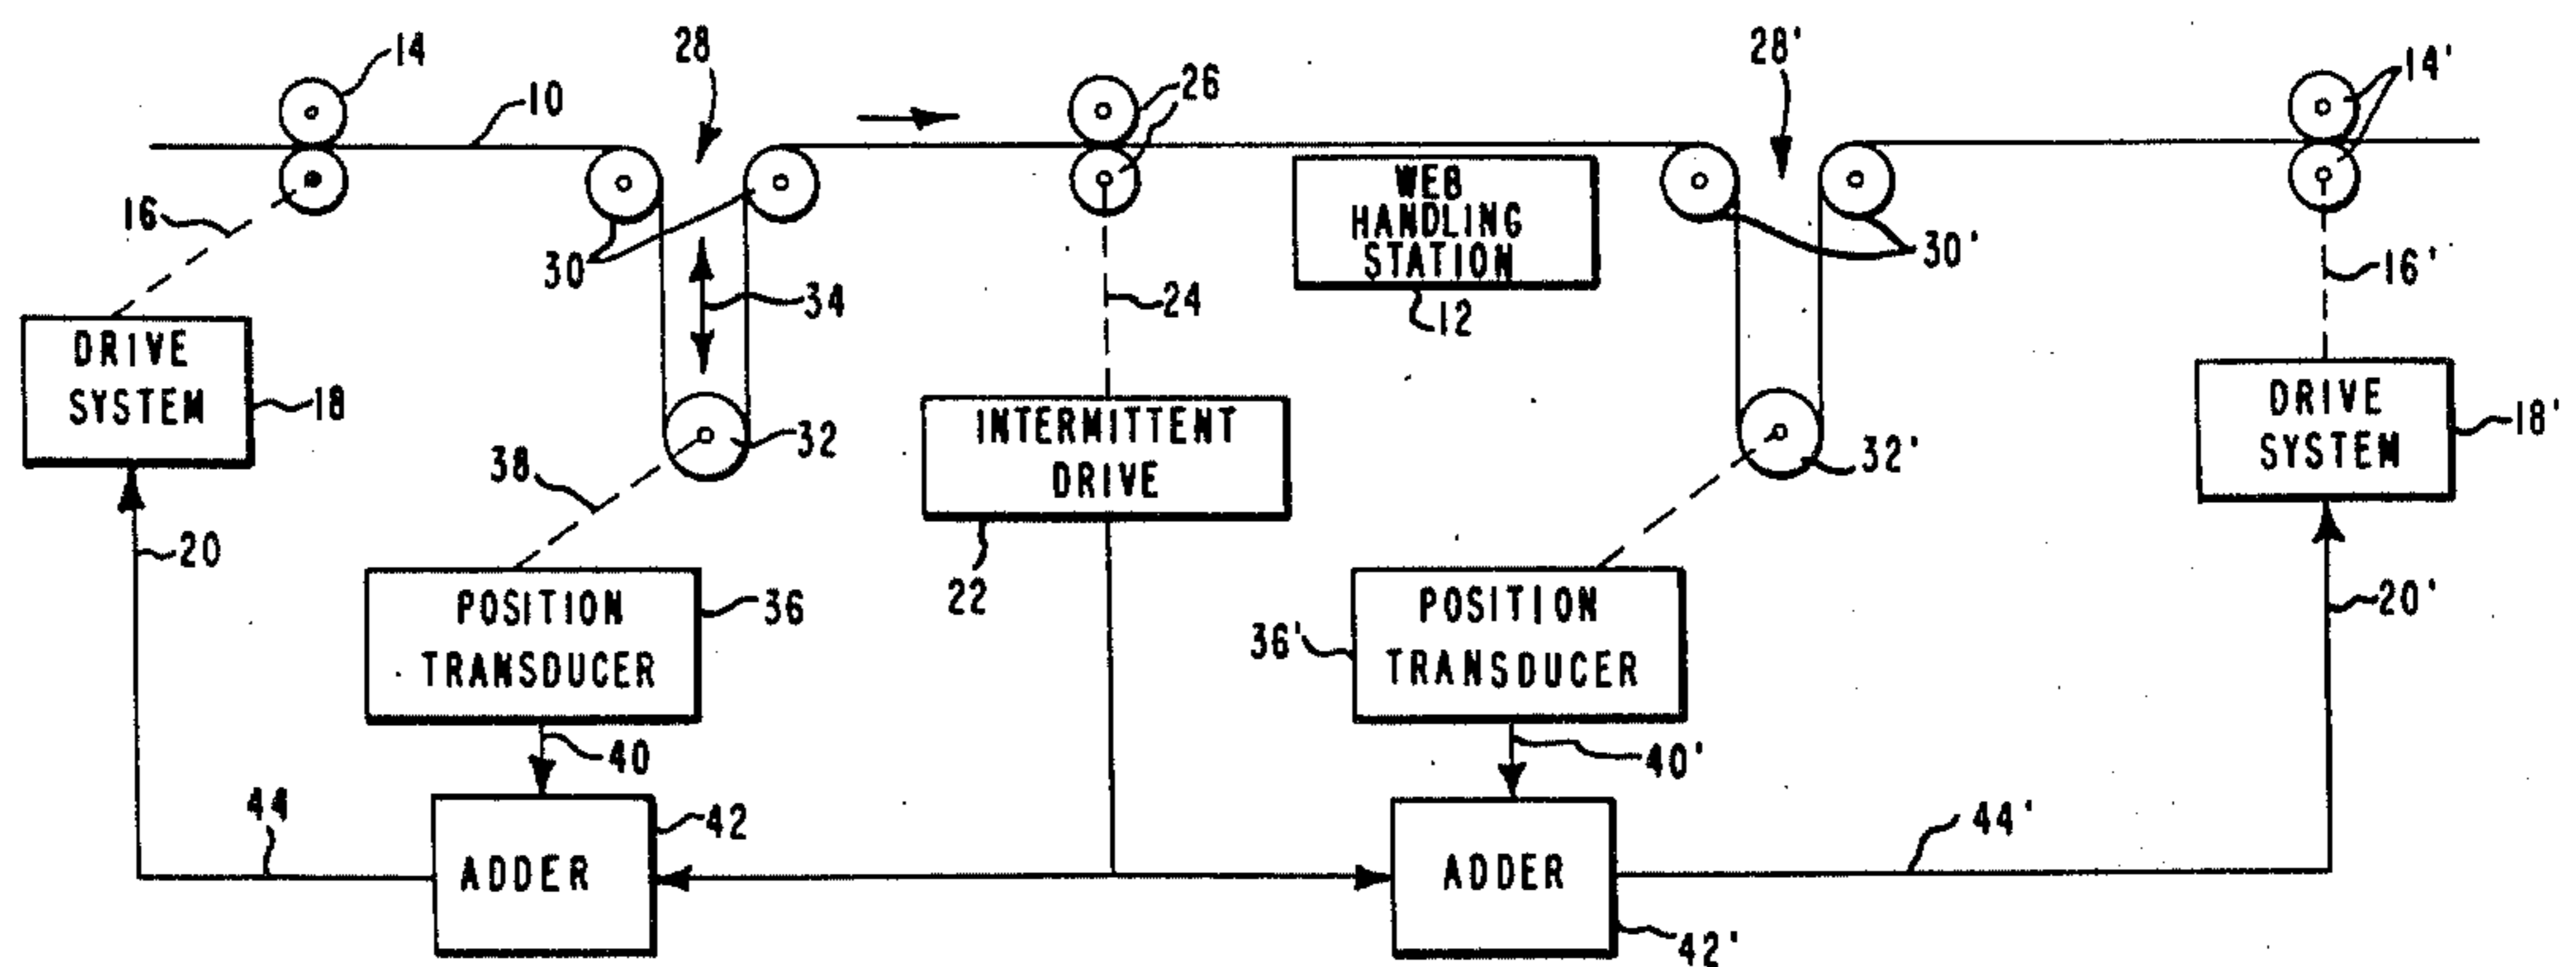 14
28
26
28'
14'
10
WEB
HANDLING
STATION
16
30
34
24
12
30'
16'
DRIVE
SYSTEM
18
32
38
INTERMITTENT
DRIVE
32'
DRIVE
SYSTEM
18'
20
22
POSITION
TRANSDUCER
36
36'
POSITION
TRANSDUCER
20'
40
40'
44
42
ADDER
ADDER
44'
42'